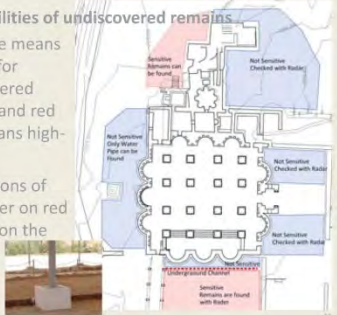 ilities of undiscovered remains
e means
for
ered
and red
ans high-
ons of
er on red
on the
Sensitive
Remains can
be found
Not Sensitive
Checked with Radar
Not Sensitive
Only Water
Pipe can be
Found
Not Sensitive
Checked with Radar
Not Sensitive
Checked with Radar
Not Sensitive
Underground Channel
Sensitive
Remains are found
with Radar